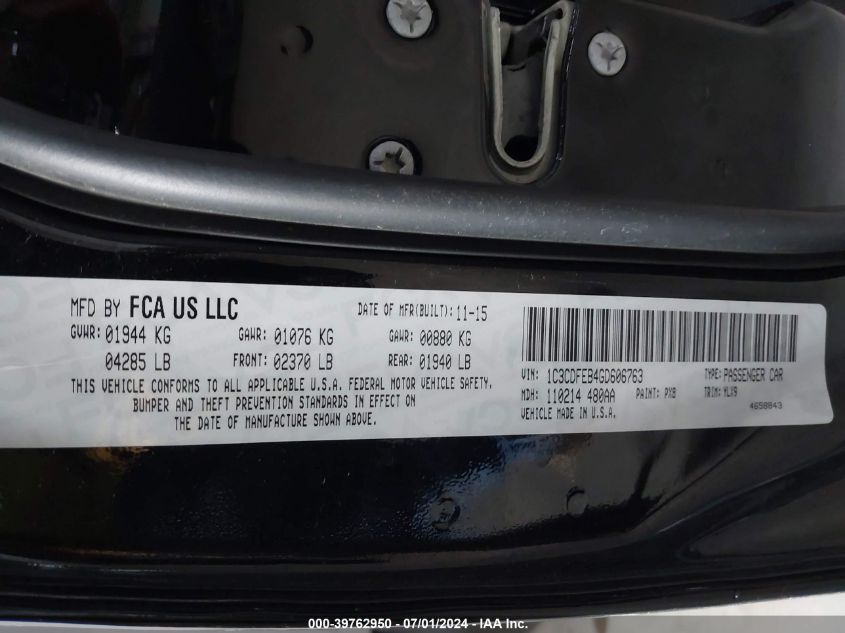 MFD BY FCA US LLC
DATE OF MFR(BUILT): 11-15
GVWR: 01944 KG
GAWR: 01076 KG
GAWR: 00880 KG
04285 LB
FRONT: 02370 LB
REAR: 01940 LB
THIS VEHICLE CONFORMS TO ALL APPLICABLE U.S.A. FEDERAL MOTOR VEHICLE SAFETY,
BUMPER AND THEFT PREVENTION STANDARDS IN EFFECT ON
THE DATE OF MANUFACTURE SHOWN ABOVE.
VIN: 1C3CDFEB4GD606763
TYPE: PASSENGER CAR
MDH: 110214 480AA
PAINT: PX8
TRIM: YLX9
VEHICLE MADE IN U.S.A
4658843
000-39762950 - 07/01/2024 - IAA Inc.